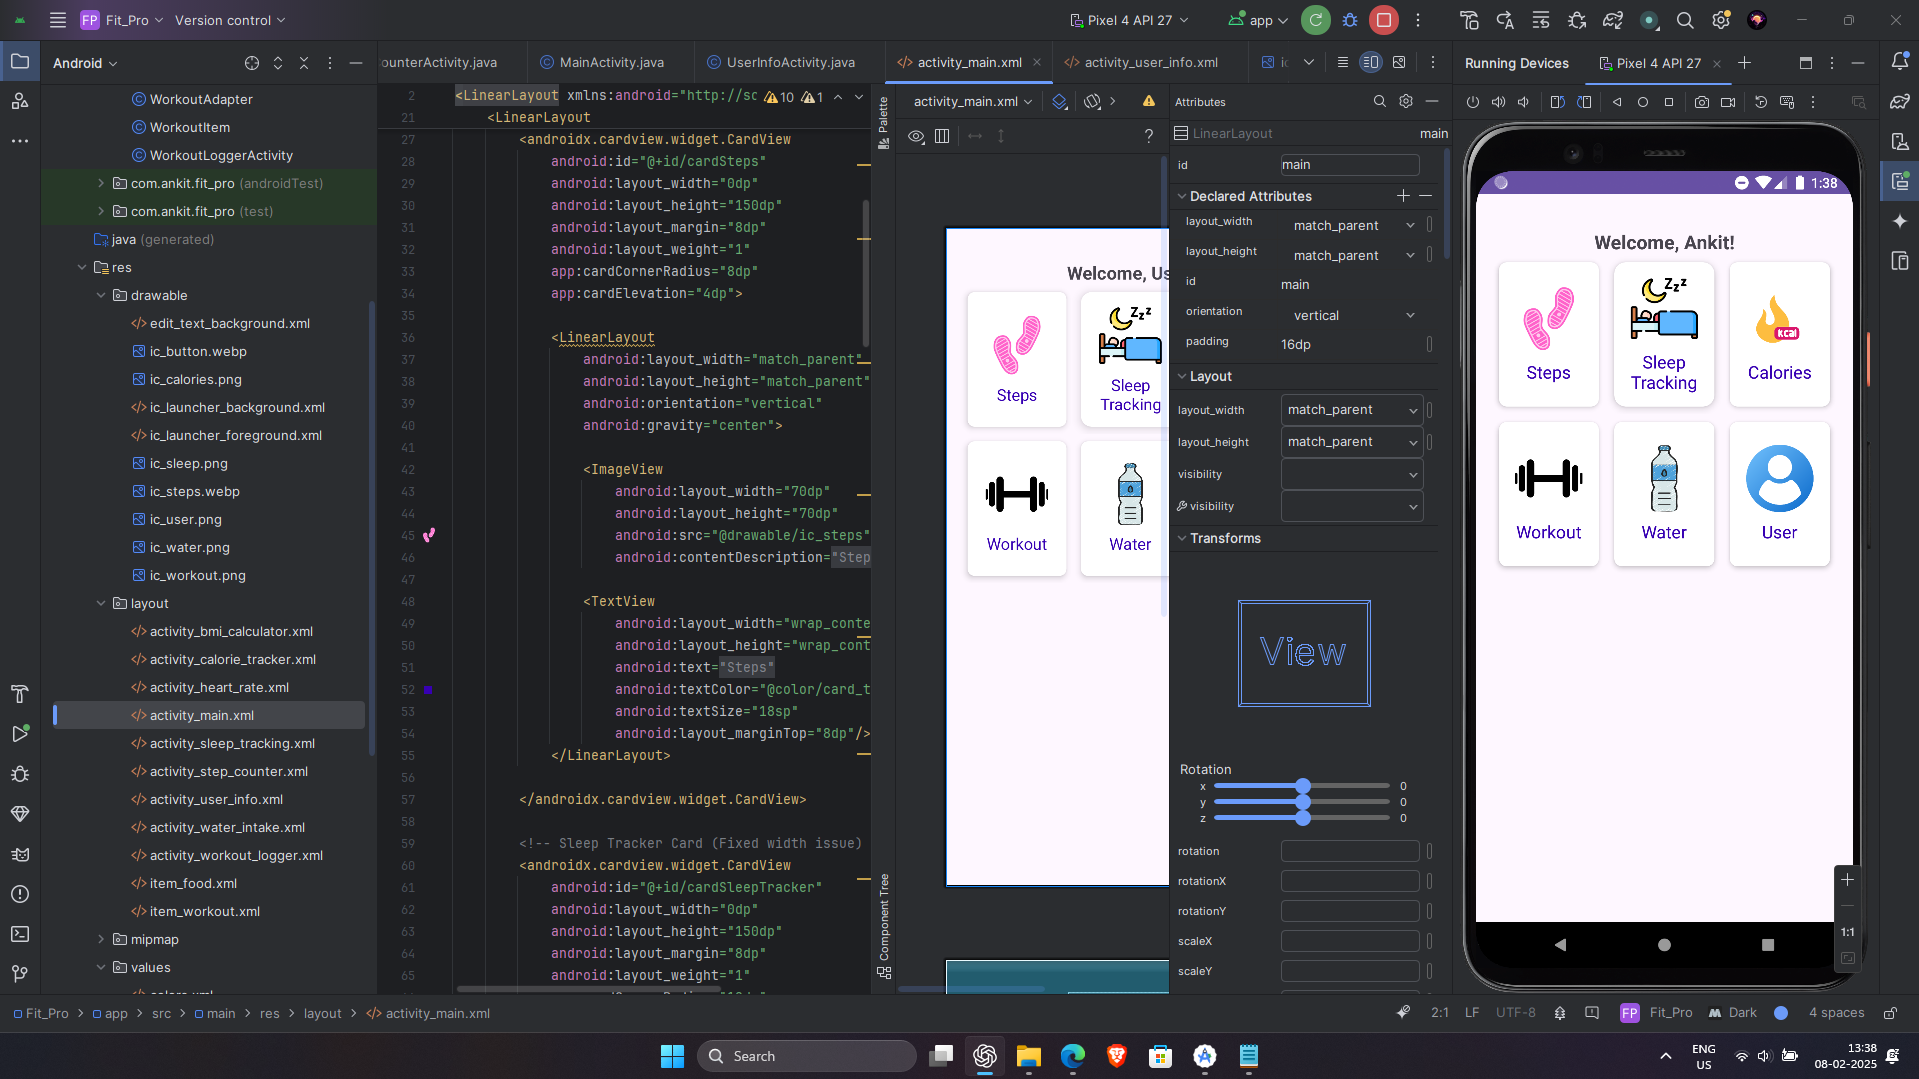 FP Fit_Pro Version control Pixel 4 API 27 app
Android
WorkoutAdapter
WorkoutItem
WorkoutLoggerActivity
com.ankit.fit_pro (androidTest)
com.ankit.fit_pro (test)
java (generated)
res
drawable
edit_text_background.xml
ic_button.webp
ic_calories.png
ic_launcher_background.xml
ic_launcher_foreground.xml
ic_sleep.png
ic_steps.webp
ic_user.png
ic_water.png
ic_workout.png
layout
activity_bmi_calculator.xml
activity_calorie_tracker.xml
activity_heart_rate.xml
activity_main.xml
activity_sleep_tracking.xml
activity_step_counter.xml
activity_user_info.xml
activity_water_intake.xml
activity_workout_logger.xml
item_food.xml
item_workout.xml
mipmap
values
ounterActivity.java MainActivity.java UserInfoActivity.java activity_main.xml activity_user_info.xml ic
2 <LinearLayout xmlns:android="http://sc 10 1
21 <LinearLayout
27 <androidx.cardview.widget.CardView
28 android:id="@+id/cardSteps"
29 android:layout_width="0dp"
30 android:layout_height="150dp"
31 android:layout_margin="8dp"
32 android:layout_weight="1"
33 app:cardCornerRadius="8dp"
34 app:cardElevation="4dp">
35
36 <LinearLayout
37 android:layout_width="match_parent"
38 android:layout_height="match_parent"
39 android:orientation="vertical"
40 android:gravity="center">
41
42 <ImageView
43 android:layout_width="70dp"
44 android:layout_height="70dp"
45 android:src="@drawable/ic_steps"
46 android:contentDescription="Step
47
48 <TextView
49 android:layout_width="wrap_conte
50 android:layout_height="wrap_cont
51 android:text="Steps"
52 android:textColor="@color/card_t
53 android:textSize="18sp"
54 android:layout_marginTop="8dp"/>
55 </LinearLayout>
56
57 </androidx.cardview.widget.CardView>
58
59 <!-- Sleep Tracker Card (Fixed width issue)
60 <androidx.cardview.widget.CardView
61 android:id="@+id/cardSleepTracker"
62 android:layout_width="0dp"
63 android:layout_height="150dp"
64 android:layout_margin="8dp"
65 android:layout_weight="1"
Palette
Component Tree
activity_main.xml
?
Welcome, Us
Zzz
Steps
Sleep
Tracking
Workout
Water
Attributes
LinearLayout main
id main
Declared Attributes
layout_width match_parent
layout_height match_parent
id main
orientation vertical
padding 16dp
Layout
layout_width match_parent
layout_height match_parent
visibility
visibility
Transforms
View
Rotation
x 0
y 0
z 0
rotation
rotationX
rotationY
scaleX
scaleY
Running Devices Pixel 4 API 27
1:38
Welcome, Ankit!
Zzz
kcal
Steps
Sleep
Tracking
Calories
Workout
Water
User
1:1
Fit_Pro > app > src > main > res > layout > activity_main.xml
2:1 LF UTF-8 FP Fit_Pro Dark 4 spaces
Search
ENG
US
13:38
08-02-2025